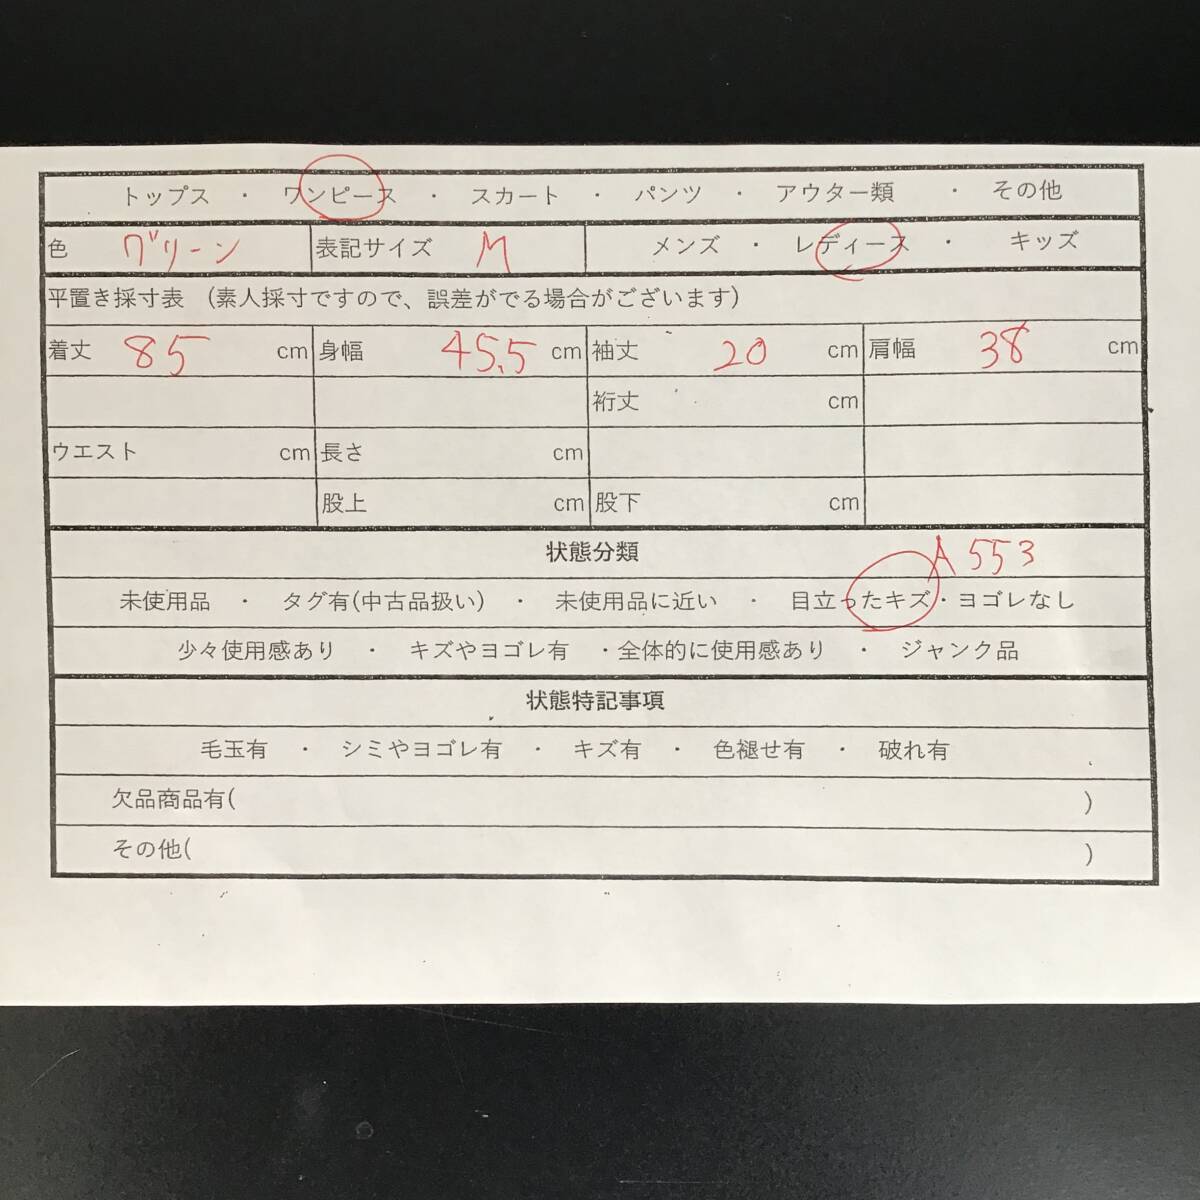 トップス ・ ワンピース ・ スカート ・ パンツ ・ アウター類 ・ その他
色 グリーン 表記サイズ M メンズ ・ レディース ・ キッズ
平置き採寸表 (素人採寸ですので、誤差がでる場合がございます)
着丈 85 cm 身幅 45.5 cm 袖丈 20 cm 肩幅 38 cm
裄丈 cm
ウエスト cm 長さ cm
股上 cm 股下 cm
状態分類 A553
未使用品 ・ タグ有(中古品扱い) ・ 未使用品に近い ・ 目立ったキズ・ヨゴレなし
少々使用感あり ・ キズやヨゴレ有 ・全体的に使用感あり ・ ジャンク品
状態特記事項
毛玉有 ・ シミやヨゴレ有 ・ キズ有 ・ 色褪せ有 ・ 破れ有
欠品商品有( )
その他( )